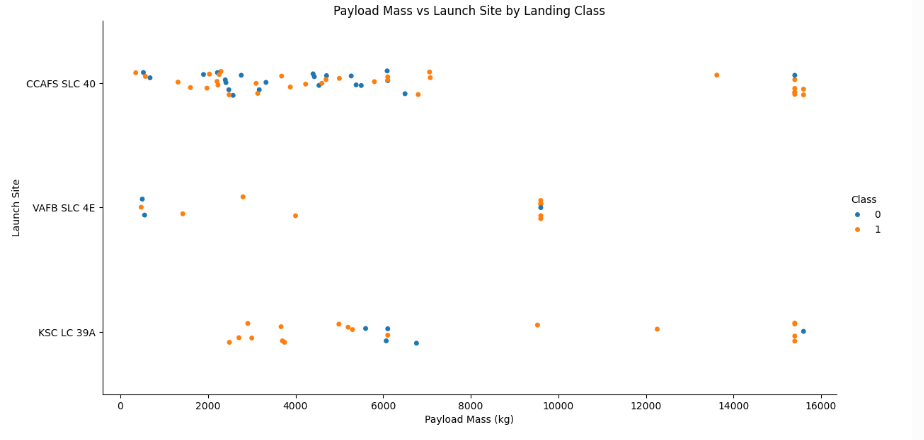 Payload Mass vs Launch Site by Landing Class
Launch Site
CCAFS SLC 40
VAFB SLC 4E
KSC LC 39A
Class
0
1
0 2000 4000 6000 8000 10000 12000 14000 16000
Payload Mass (kg)